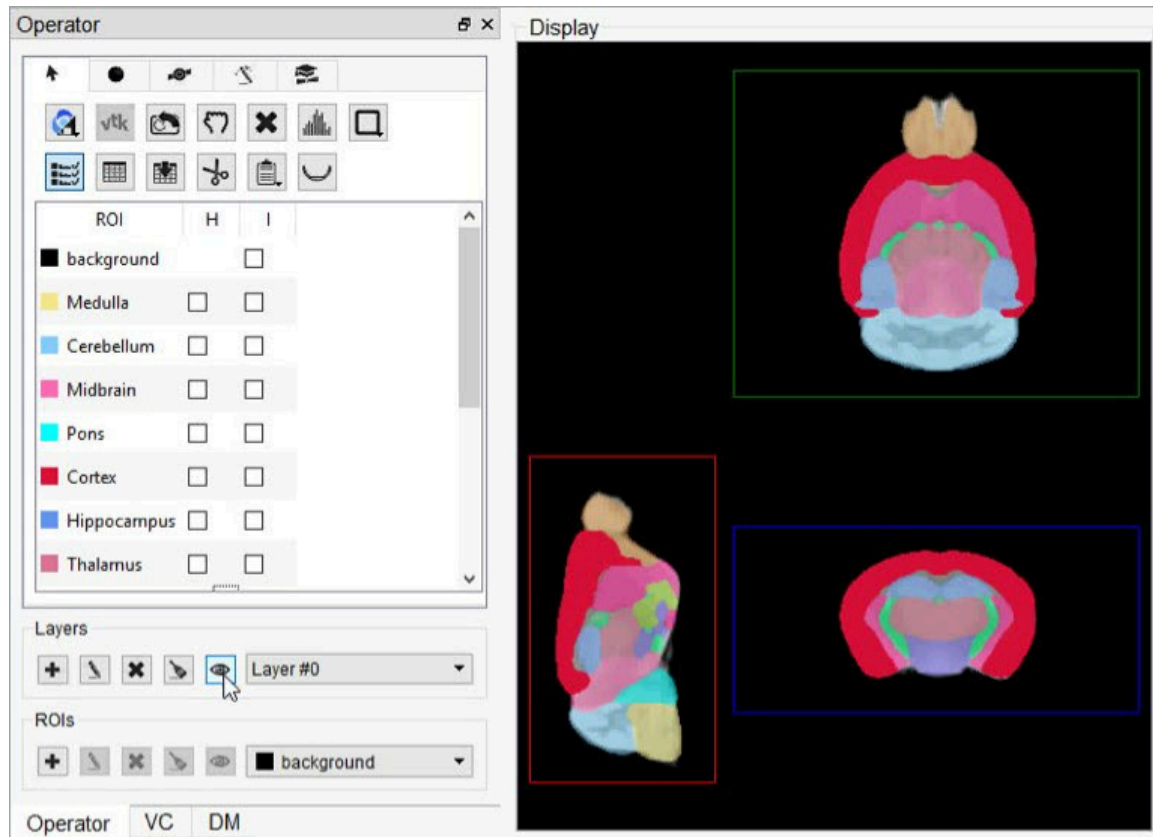 Operator
Display
vtk
ROI H I
background
Medulla
Cerebellum
Midbrain
Pons
Cortex
Hippocampus
Thalamus
Layers
Layer #0
ROIs
background
Operator VC DM